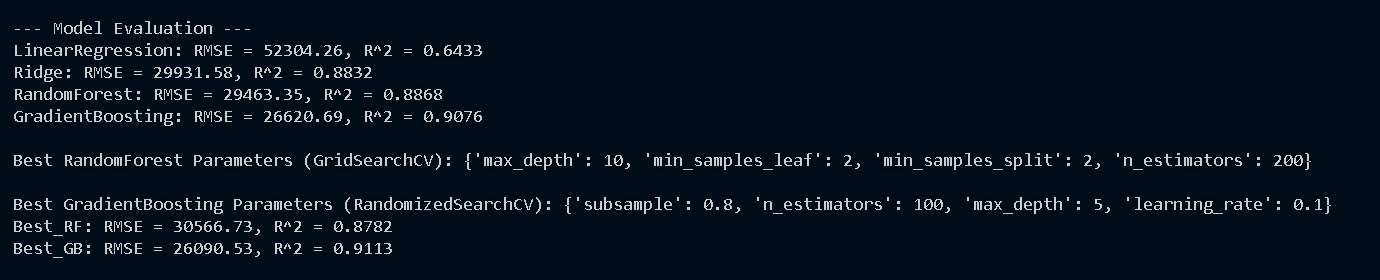 --- Model Evaluation ---
LinearRegression: RMSE = 52304.26, R^2 = 0.6433
Ridge: RMSE = 29931.58, R^2 = 0.8832
RandomForest: RMSE = 29463.35, R^2 = 0.8868
GradientBoosting: RMSE = 26620.69, R^2 = 0.9076
Best RandomForest Parameters (GridSearchCV): {'max_depth': 10, 'min_samples_leaf': 2, 'min_samples_split': 2, 'n_estimators': 200}
Best GradientBoosting Parameters (RandomizedSearchCV): {'subsample': 0.8, 'n_estimators': 100, 'max_depth': 5, 'learning_rate': 0.1}
Best_RF: RMSE = 30566.73, R^2 = 0.8782
Best_GB: RMSE = 26090.53, R^2 = 0.9113